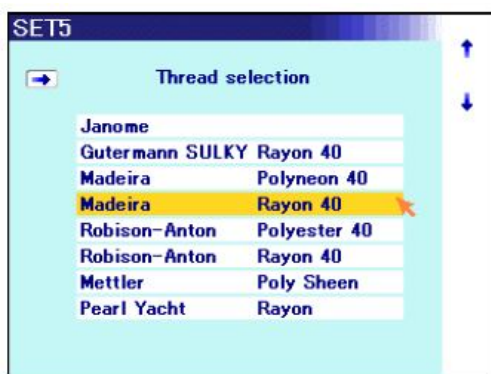 SET5
Thread selection
Janome
Gutermann SULKY Rayon 40
Madeira Polyneon 40
Madeira Rayon 40
Robison-Anton Polyester 40
Robison-Anton Rayon 40
Mettler Poly Sheen
Pearl Yacht Rayon